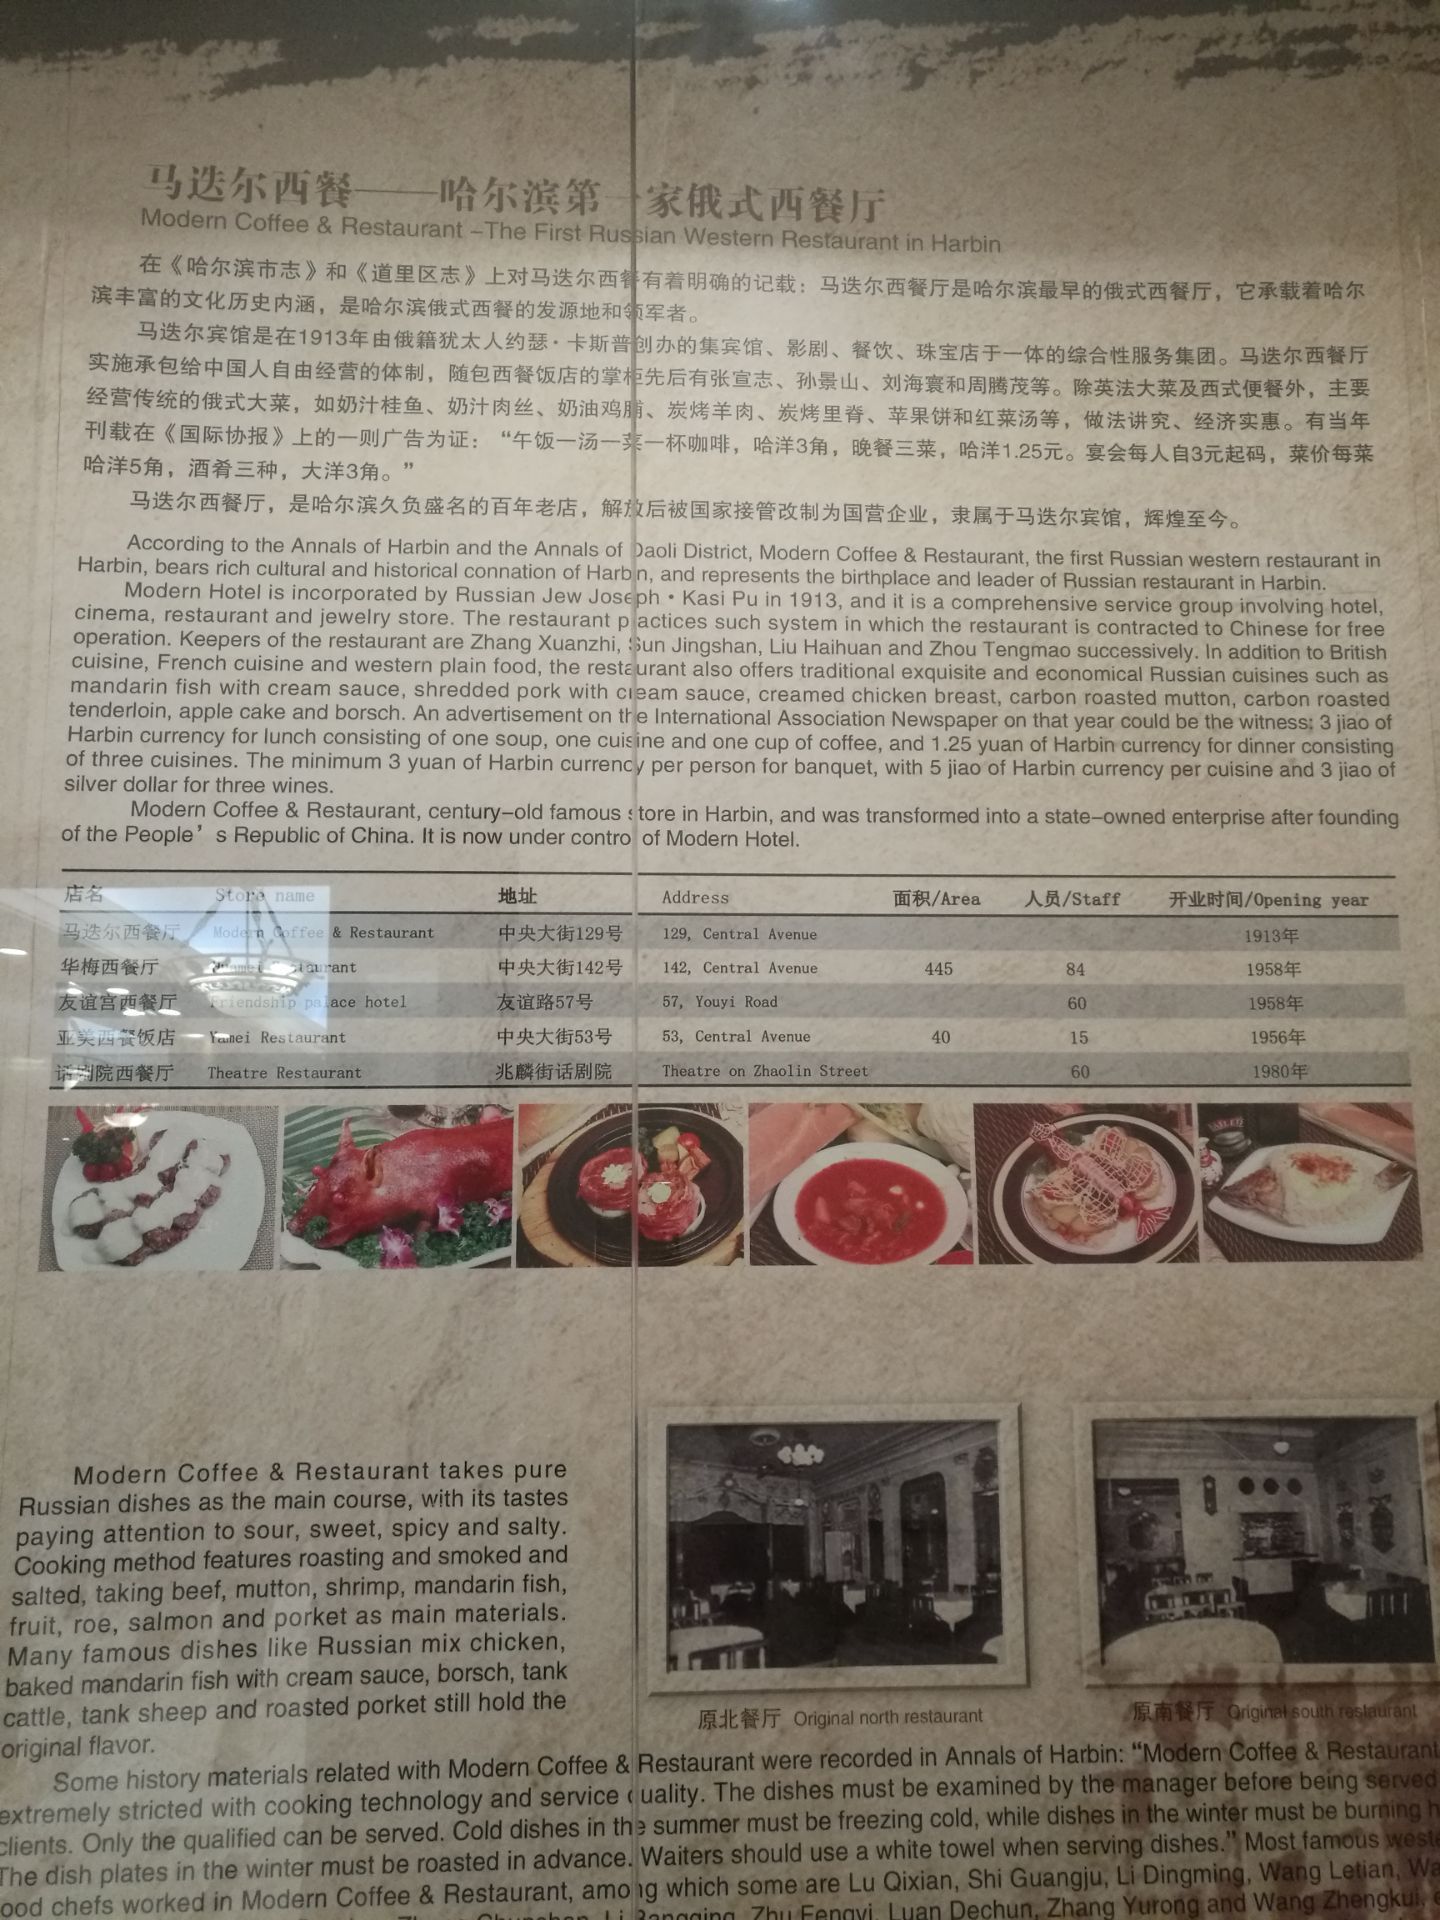 马迭尔西餐——哈尔滨第一家俄式西餐厅
Modern Coffee & Restaurant –The First Russian Western Restaurant in Harbin
在《哈尔滨市志》和《道里区志》上对马迭尔西餐有着明确的记载：马迭尔西餐厅是哈尔滨最早的俄式西餐厅，它承载着哈尔
滨丰富的文化历史内涵，是哈尔滨俄式西餐的发源地和领军者。
马迭尔宾馆是在1913年由俄籍犹太人约瑟·卡斯普创办的集宾馆、影剧、餐饮、珠宝店于一体的综合性服务集团。马迭尔西餐厅
实施承包给中国人自由经营的体制，随包西餐饭店的掌柜先后有张宣志、孙景山、刘海寰和周腾茂等。除英法大菜及西式便餐外，主要
经营传统的俄式大菜，如奶汁桂鱼、奶汁肉丝、奶油鸡脯、炭烤羊肉、炭烤里脊、苹果饼和红菜汤等，做法讲究、经济实惠。有当年
刊载在《国际协报》上的一则广告为证：“午饭一汤一菜一杯咖啡，哈洋3角，晚餐三菜，哈洋1.25元。宴会每人自3元起码，菜价每菜
哈洋5角，酒肴三种，大洋3角。”
马迭尔西餐厅，是哈尔滨久负盛名的百年老店，解放后被国家接管改制为国营企业，隶属于马迭尔宾馆，辉煌至今。
According to the Annals of Harbin and the Annals of Daoli District, Modern Coffee & Restaurant, the first Russian western restaurant in
Harbin, bears rich cultural and historical connation of Harbin, and represents the birthplace and leader of Russian restaurant in Harbin.
Modern Hotel is incorporated by Russian Jew Joseph • Kasi Pu in 1913, and it is a comprehensive service group involving hotel,
cinema, restaurant and jewelry store. The restaurant practices such system in which the restaurant is contracted to Chinese for free
operation. Keepers of the restaurant are Zhang Xuanzhi, Sun Jingshan, Liu Haihuan and Zhou Tengmao successively. In addition to British
cuisine, French cuisine and western plain food, the restaurant also offers traditional exquisite and economical Russian cuisines such as
mandarin fish with cream sauce, shredded pork with cream sauce, creamed chicken breast, carbon roasted mutton, carbon roasted
tenderloin, apple cake and borsch. An advertisement on the International Association Newspaper on that year could be the witness: 3 jiao of
Harbin currency for lunch consisting of one soup, one cuisine and one cup of coffee, and 1.25 yuan of Harbin currency for dinner consisting
of three cuisines. The minimum 3 yuan of Harbin currency per person for banquet, with 5 jiao of Harbin currency per cuisine and 3 jiao of
silver dollar for three wines.
Modern Coffee & Restaurant, century–old famous store in Harbin, and was transformed into a state–owned enterprise after founding
of the People’s Republic of China. It is now under control of Modern Hotel.
店名 Store name 地址 Address 面积/Area 人员/Staff 开业时间/Opening year
马迭尔西餐厅 Modern Coffee & Restaurant 中央大街129号 129, Central Avenue 1913年
华梅西餐厅 Huamei Restaurant 中央大街142号 142, Central Avenue 445 84 1958年
友谊宫西餐厅 Friendship palace hotel 友谊路57号 57, Youyi Road 60 1958年
亚美西餐饭店 Yamei Restaurant 中央大街53号 53, Central Avenue 40 15 1956年
话剧院西餐厅 Theatre Restaurant 兆麟街话剧院 Theatre on Zhaolin Street 60 1980年
Modern Coffee & Restaurant takes pure
Russian dishes as the main course, with its tastes
paying attention to sour, sweet, spicy and salty.
Cooking method features roasting and smoked and
salted, taking beef, mutton, shrimp, mandarin fish,
fruit, roe, salmon and porket as main materials.
Many famous dishes like Russian mix chicken,
baked mandarin fish with cream sauce, borsch, tank
cattle, tank sheep and roasted porket still hold the
original flavor.
原北餐厅 Original north restaurant
原南餐厅 Original south restaurant
Some history materials related with Modern Coffee & Restaurant were recorded in Annals of Harbin: “Modern Coffee & Restaurant
extremely stricted with cooking technology and service quality. The dishes must be examined by the manager before being served
clients. Only the qualified can be served. Cold dishes in the summer must be freezing cold, while dishes in the winter must be burning
The dish plates in the winter must be roasted in advance. Waiters should use a white towel when serving dishes.” Most famous
ood chefs worked in Modern Coffee & Restaurant, among which some are Lu Qixian, Shi Guangju, Li Dingming, Wang Letian,
Zhu Fengyi, Luan Dechun, Zhang Yurong and Wang Zhengkui,